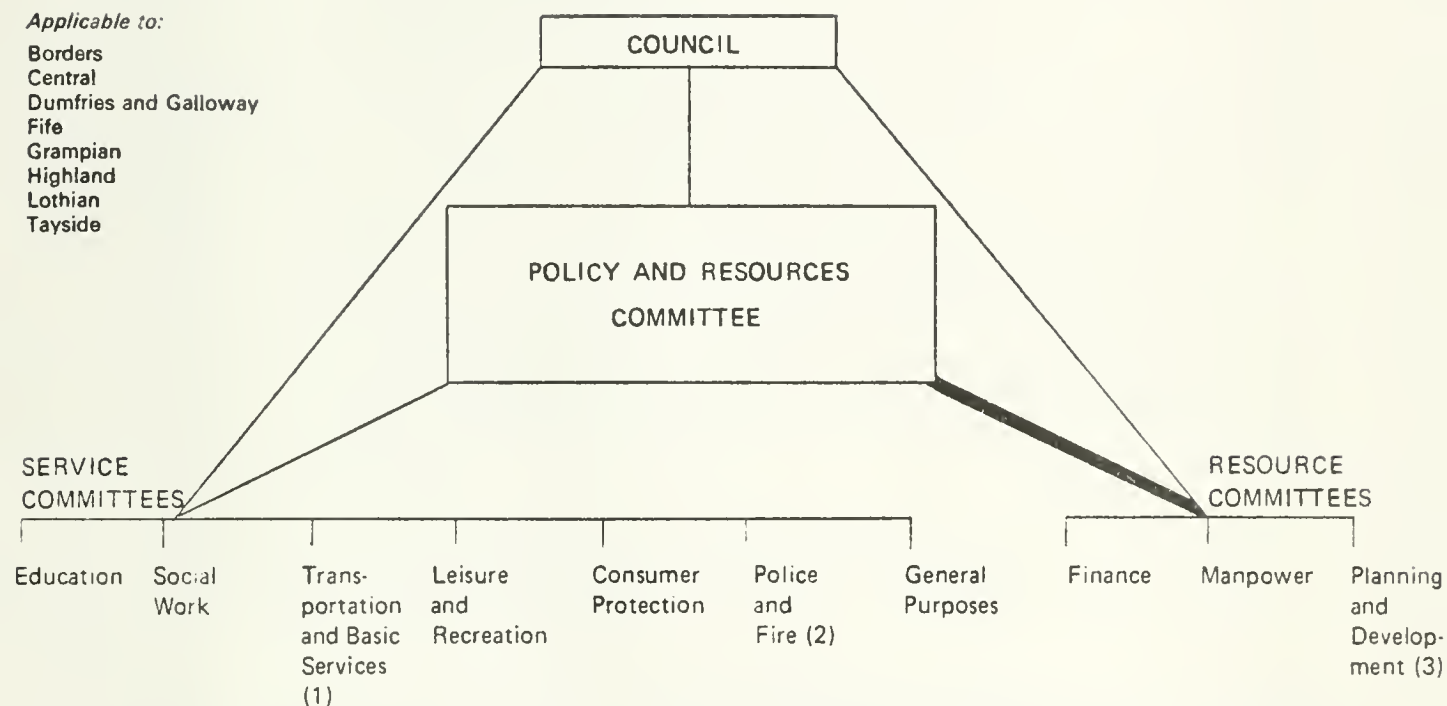 Applicable to:
Borders
Central
Dumfries and Galloway
Fife
Grampian
Highland
Lothian
Tayside
COUNCIL
POLICY AND RESOURCES
COMMITTEE
SERVICE
COMMITTEES
RESOURCE
COMMITTEES
Education
Social
Work
Trans-
portation
and Basic
Services
(1)
Leisure
and
Recreation
Consumer
Protection
Police
and
Fire (2)
General
Purposes
Finance
Manpower
Planning
and
Develop-
ment (3)